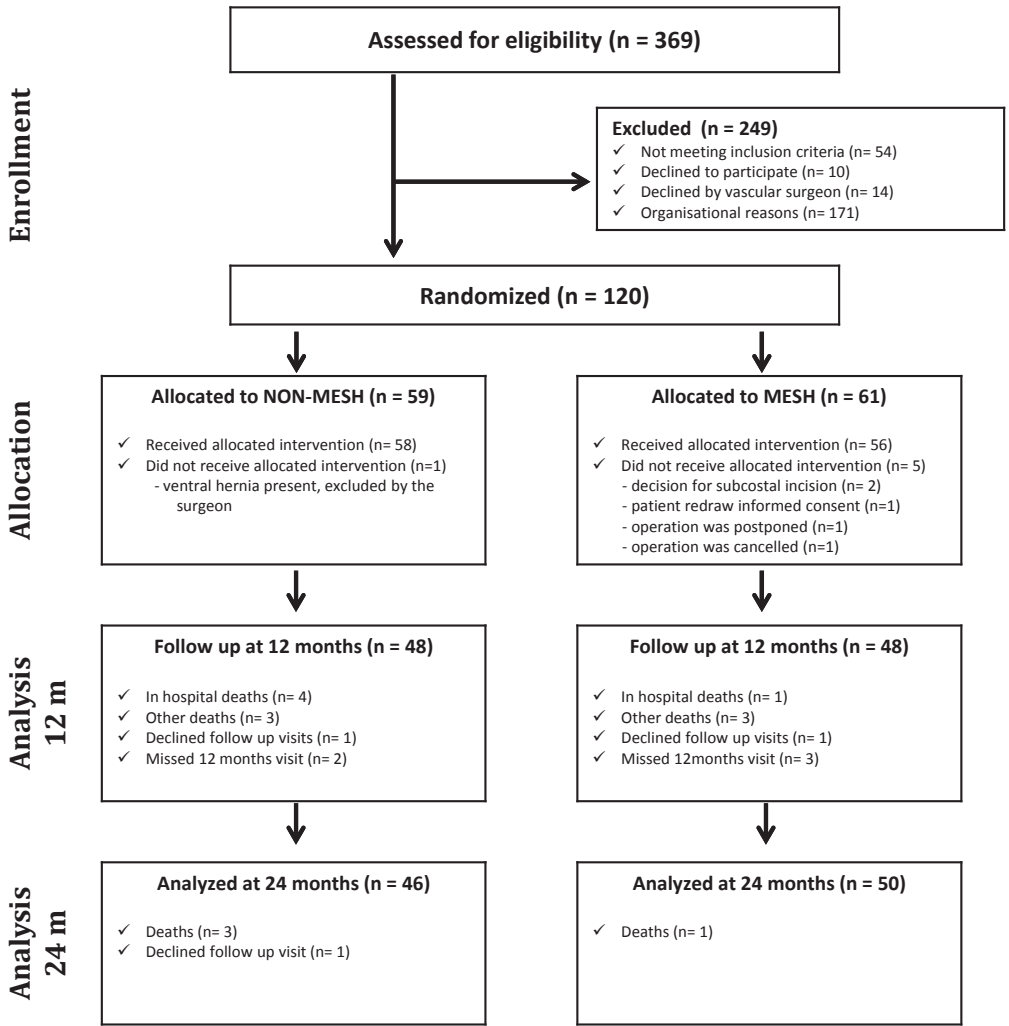 Assessed for eligibility (n = 369)
Enrollment
Excluded (n = 249)
✓ Not meeting inclusion criteria (n= 54)
✓ Declined to participate (n= 10)
✓ Declined by vascular surgeon (n= 14)
✓ Organisational reasons (n= 171)
Randomized (n = 120)
Allocation
Allocated to NON-MESH (n = 59)
✓ Received allocated intervention (n= 58)
✓ Did not receive allocated intervention (n=1)
- ventral hernia present, excluded by the
surgeon
Allocated to MESH (n = 61)
✓ Received allocated intervention (n= 56)
✓ Did not receive allocated intervention (n= 5)
- decision for subcostal incision (n= 2)
- patient redraw informed consent (n=1)
- operation was postponed (n=1)
- operation was cancelled (n=1)
Analysis
12 m
Follow up at 12 months (n = 48)
✓ In hospital deaths (n= 4)
✓ Other deaths (n= 3)
✓ Declined follow up visits (n= 1)
✓ Missed 12 months visit (n= 2)
Follow up at 12 months (n = 48)
✓ In hospital deaths (n= 1)
✓ Other deaths (n= 3)
✓ Declined follow up visits (n= 1)
✓ Missed 12months visit (n= 3)
Analysis
24 m
Analyzed at 24 months (n = 46)
✓ Deaths (n= 3)
✓ Declined follow up visit (n= 1)
Analyzed at 24 months (n = 50)
✓ Deaths (n= 1)